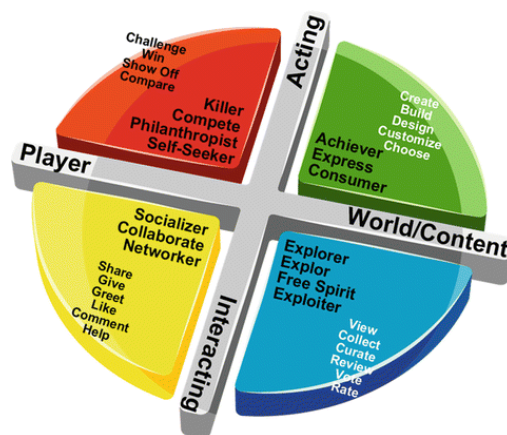 Challenge
Win
Show Off
Compare
Killer
Compete
Philanthropist
Self-Seeker
Acting
Create
Build
Design
Customize
Choose
Achiever
Express
Consumer
Player
World/Content
Socializer
Collaborate
Networker
Share
Give
Greet
Like
Comment
Help
Interacting
Explorer
Explor
Free Spirit
Exploiter
View
Collect
Curate
Review
Vote
Rate